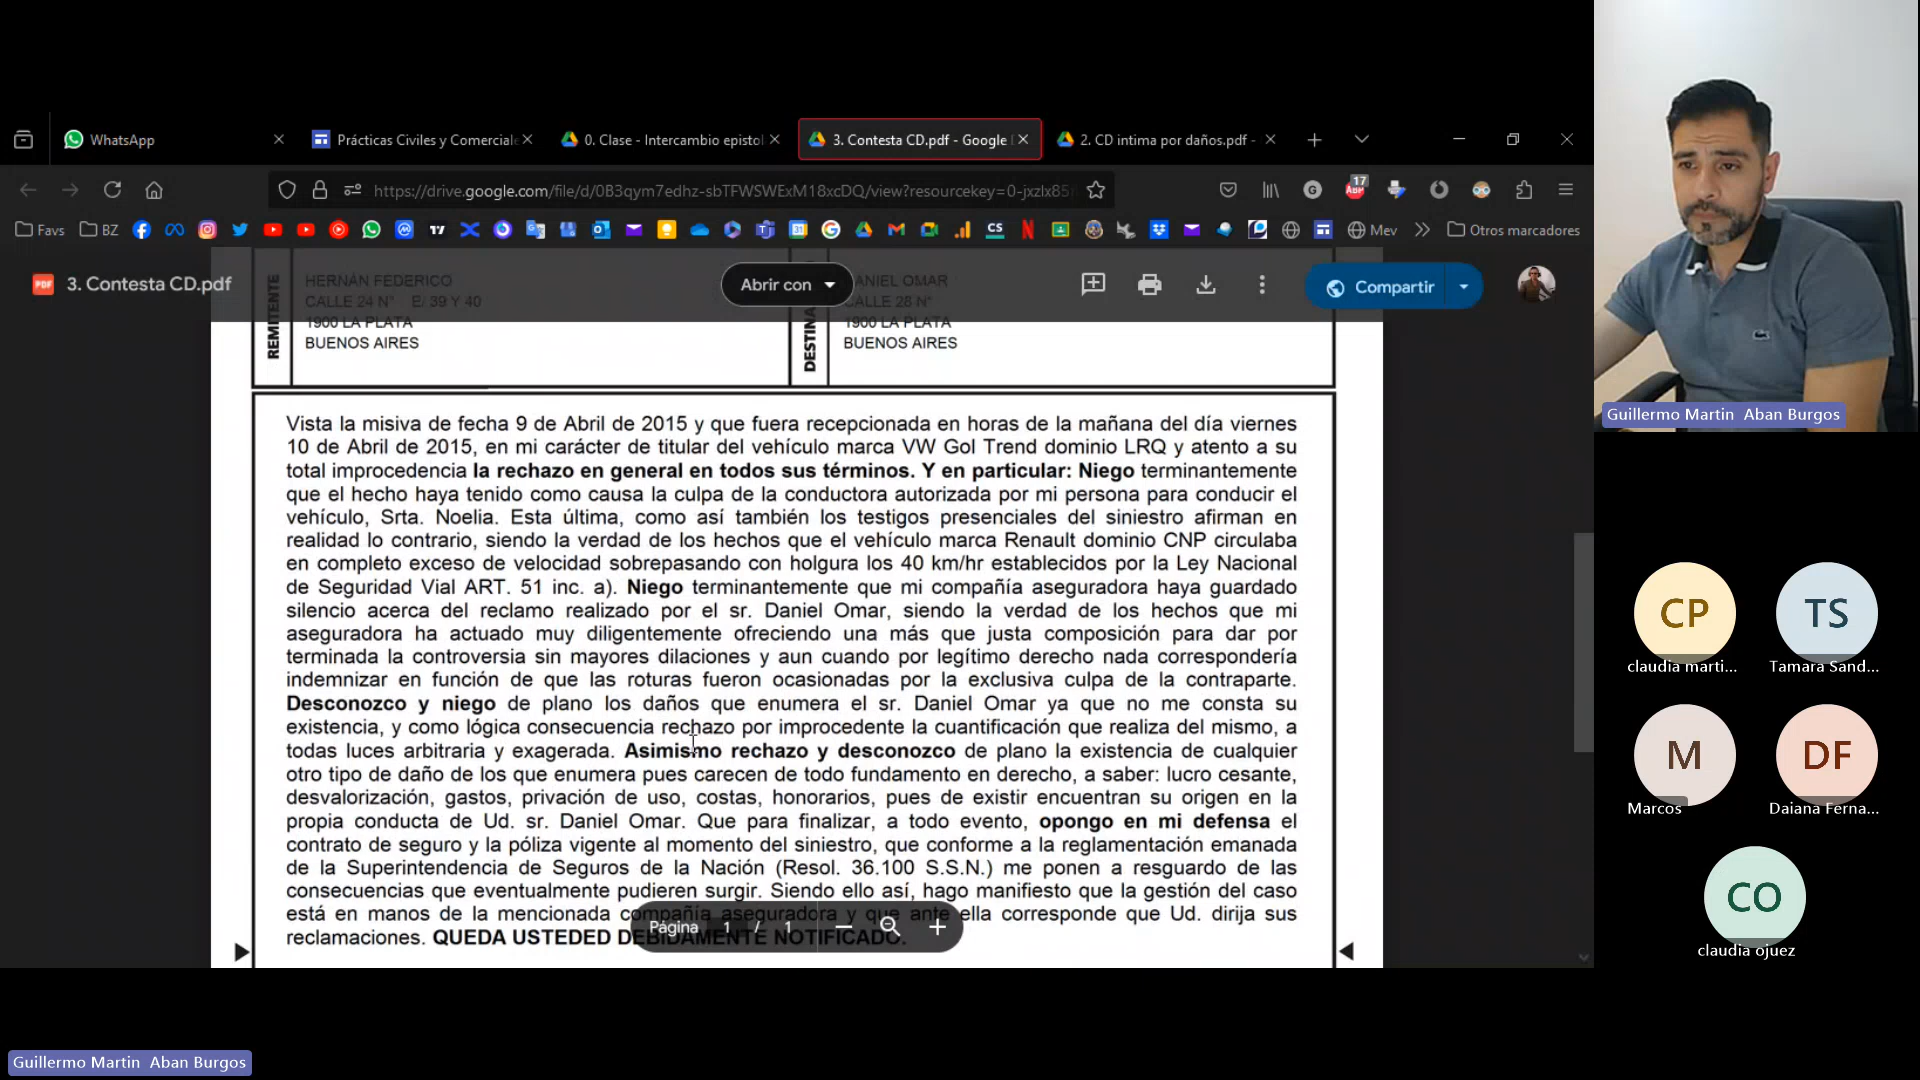 WhatsApp
Prácticas Civiles y Comerciale
0. Clase - Intercambio epistol
3. Contesta CD.pdf - Google
2. CD intima por daños.pdf -
https://drive.google.com/file/d/0B3qym7edhz-sbTFWSWExM18xcDQ/view?resourcekey=0-jxzlx85
17
Favs
BZ
CS
Mev
Otros marcadores
PDF
3. Contesta CD.pdf
Abrir con
Compartir
REMITENTE
HERNÁN FEDERICO
CALLE 24 N° E/ 39 Y 40
1900 LA PLATA
BUENOS AIRES
DESTINA
ANIEL OMAR
CALLE 28 N°
1900 LA PLATA
BUENOS AIRES
Vista la misiva de fecha 9 de Abril de 2015 y que fuera recepcionada en horas de la mañana del día viernes
10 de Abril de 2015, en mi carácter de titular del vehículo marca VW Gol Trend dominio LRQ y atento a su
total improcedencia la rechazo en general en todos sus términos. Y en particular: Niego terminantemente
que el hecho haya tenido como causa la culpa de la conductora autorizada por mi persona para conducir el
vehículo, Srta. Noelia. Esta última, como así también los testigos presenciales del siniestro afirman en
realidad lo contrario, siendo la verdad de los hechos que el vehículo marca Renault dominio CNP circulaba
en completo exceso de velocidad sobrepasando con holgura los 40 km/hr establecidos por la Ley Nacional
de Seguridad Vial ART. 51 inc. a). Niego terminantemente que mi compañía aseguradora haya guardado
silencio acerca del reclamo realizado por el sr. Daniel Omar, siendo la verdad de los hechos que mi
aseguradora ha actuado muy diligentemente ofreciendo una más que justa composición para dar por
terminada la controversia sin mayores dilaciones y aun cuando por legítimo derecho nada correspondería
indemnizar en función de que las roturas fueron ocasionadas por la exclusiva culpa de la contraparte.
Desconozco y niego de plano los daños que enumera el sr. Daniel Omar ya que no me consta su
existencia, y como lógica consecuencia rechazo por improcedente la cuantificación que realiza del mismo, a
todas luces arbitraria y exagerada. Asimismo rechazo y desconozco de plano la existencia de cualquier
otro tipo de daño de los que enumera pues carecen de todo fundamento en derecho, a saber: lucro cesante,
desvalorización, gastos, privación de uso, costas, honorarios, pues de existir encuentran su origen en la
propia conducta de Ud. sr. Daniel Omar. Que para finalizar, a todo evento, opongo en mi defensa el
contrato de seguro y la póliza vigente al momento del siniestro, que conforme a la reglamentación emanada
de la Superintendencia de Seguros de la Nación (Resol. 36.100 S.S.N.) me ponen a resguardo de las
consecuencias que eventualmente pudieren surgir. Siendo ello así, hago manifiesto que la gestión del caso
está en manos de la mencionada compañía aseguradora y que ante ella corresponde que Ud. dirija sus
reclamaciones. QUEDA USTEDED DEBIDAMENTE NOTIFICADO.
Página 1 / 1
Guillermo Martin Aban Burgos
CP
claudia marti...
TS
Tamara Sand...
M
Marcos
DF
Daiana Ferna...
CO
claudia ojuez
Guillermo Martin Aban Burgos